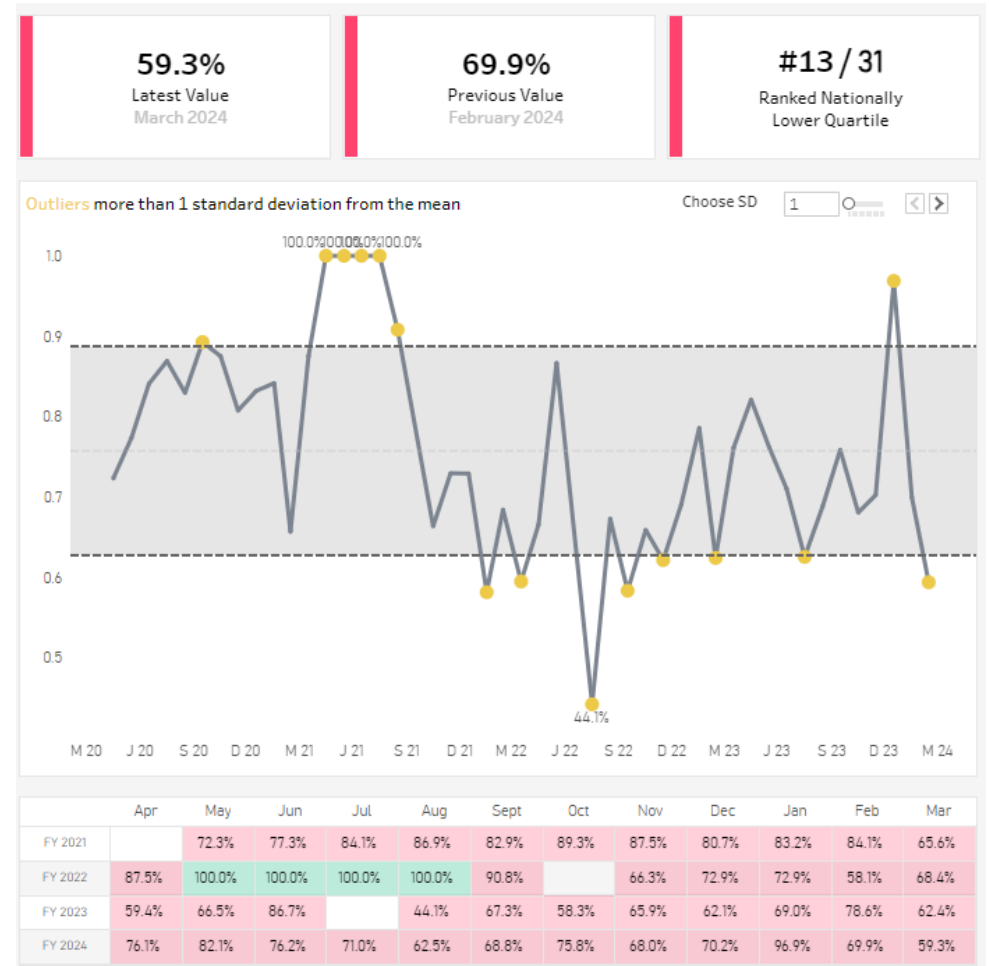 59.3%
Latest Value
March 2024
69.9%
Previous Value
February 2024
#13 / 31
Ranked Nationally
Lower Quartile
Outliers more than 1 standard deviation from the mean
Choose SD
1
100.0% 100.0% 100.0% 100.0%
1.0
0.9
0.8
0.7
0.6
0.5
44.1%
M 20 J 20 S 20 D 20 M 21 J 21 S 21 D 21 M 22 J 22 S 22 D 22 M 23 J 23 S 23 D 23 M 24
Apr May Jun Jul Aug Sept Oct Nov Dec Jan Feb Mar
FY 2021 72.3% 77.3% 84.1% 86.9% 82.9% 89.3% 87.5% 80.7% 83.2% 84.1% 65.6%
FY 2022 87.5% 100.0% 100.0% 100.0% 100.0% 90.8% 66.3% 72.9% 72.9% 58.1% 68.4%
FY 2023 59.4% 66.5% 86.7% 44.1% 67.3% 58.3% 65.9% 62.1% 69.0% 78.6% 62.4%
FY 2024 76.1% 82.1% 76.2% 71.0% 62.5% 68.8% 75.8% 68.0% 70.2% 96.9% 69.9% 59.3%